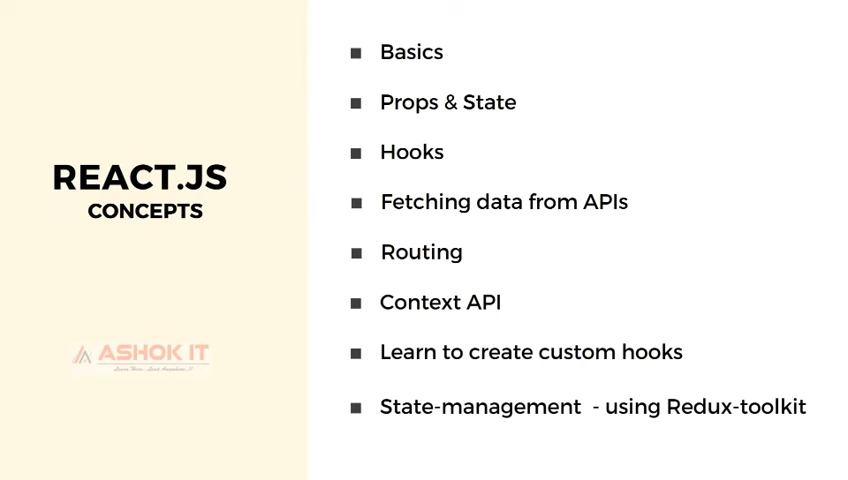 REACT.JS
CONCEPTS
ASHOK IT
Basics
Props & State
Hooks
Fetching data from APIs
Routing
Context API
Learn to create custom hooks
State-management - using Redux-toolkit